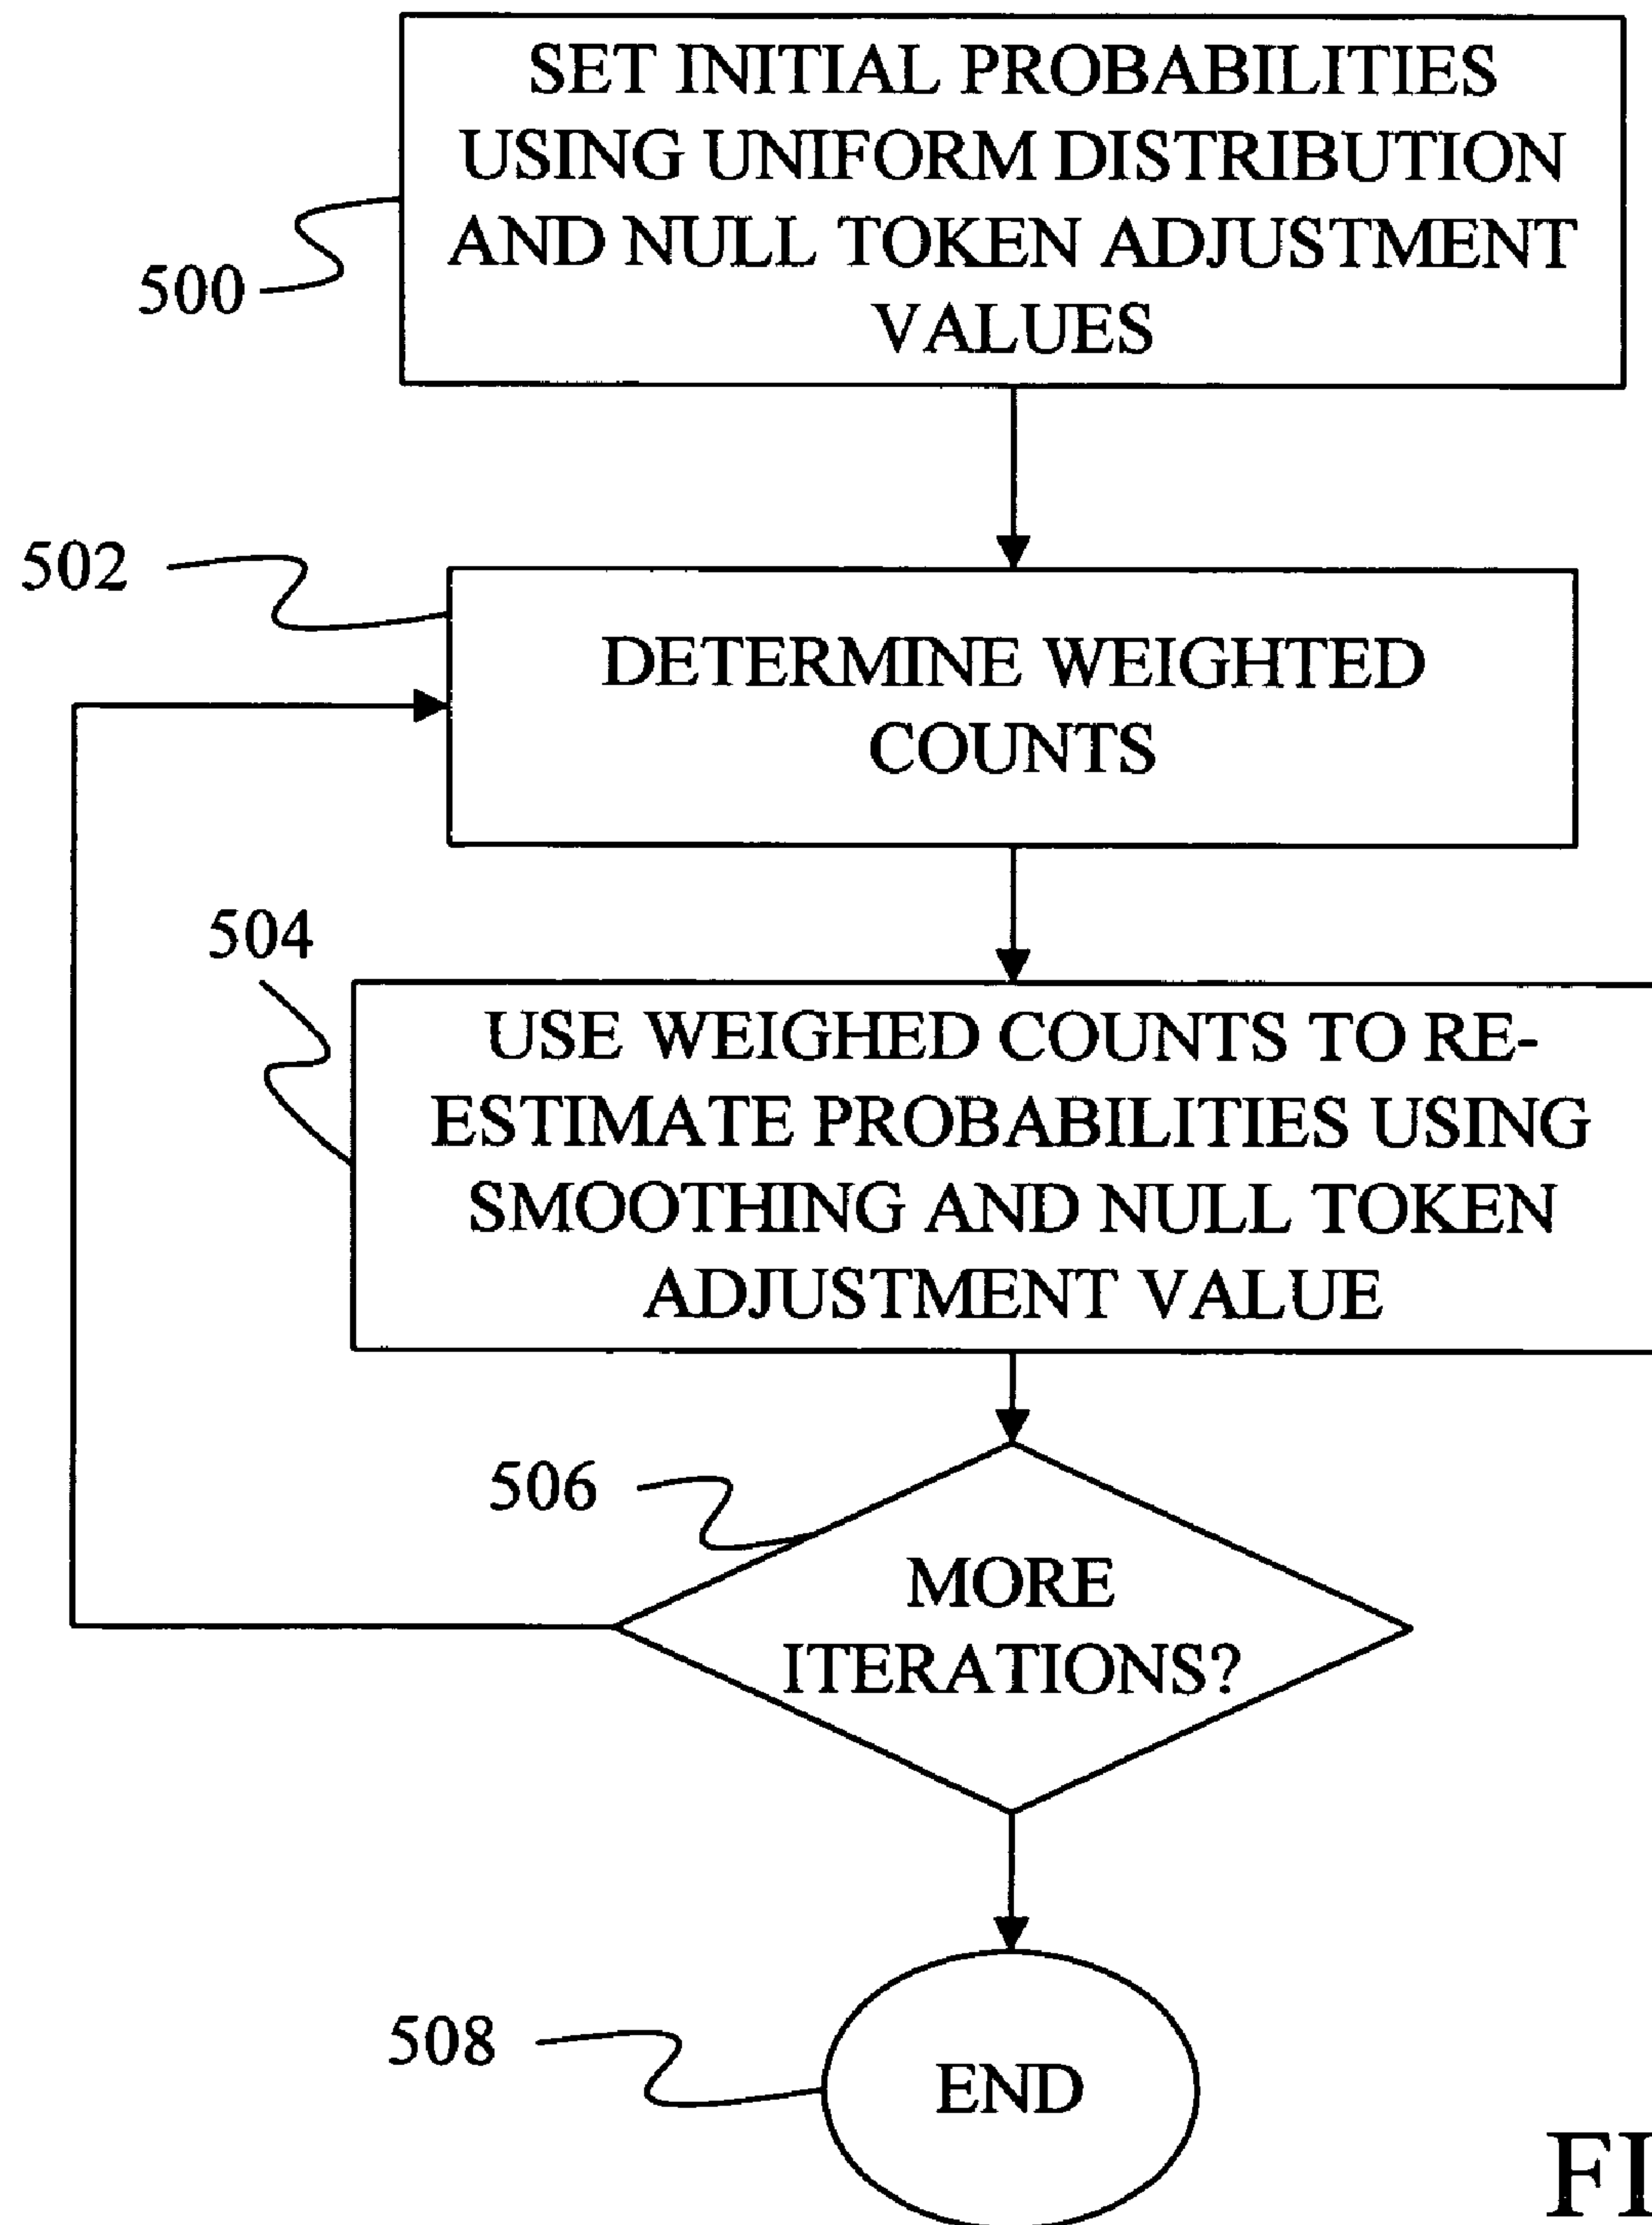 SET INITIAL PROBABILITIES
USING UNIFORM DISTRIBUTION
AND NULL TOKEN ADJUSTMENT
VALUES
500
502
DETERMINE WEIGHTED
COUNTS
504
USE WEIGHED COUNTS TO RE-
ESTIMATE PROBABILITIES USING
SMOOTHING AND NULL TOKEN
ADJUSTMENT VALUE
506
MORE
ITERATIONS?
508
END